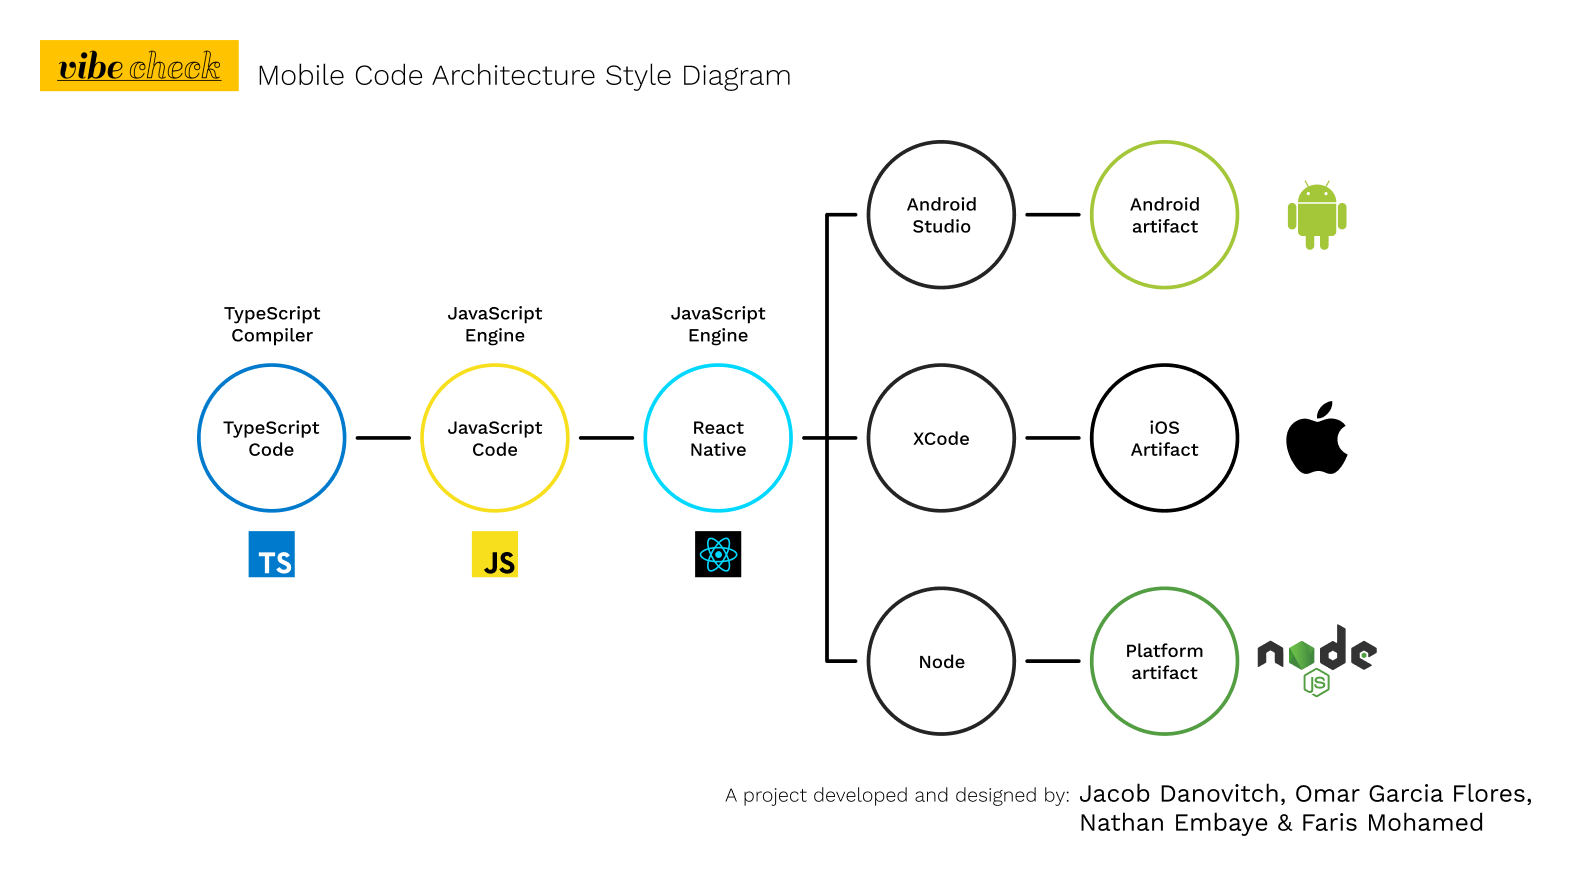 vibe check
Mobile Code Architecture Style Diagram
Android
Studio
Android
artifact
TypeScript
Compiler
JavaScript
Engine
JavaScript
Engine
TypeScript
Code
JavaScript
Code
React
Native
XCode
iOS
Artifact
TS
JS
Node
Platform
artifact
node
JS
A project developed and designed by: Jacob Danovitch, Omar Garcia Flores,
Nathan Embaye & Faris Mohamed